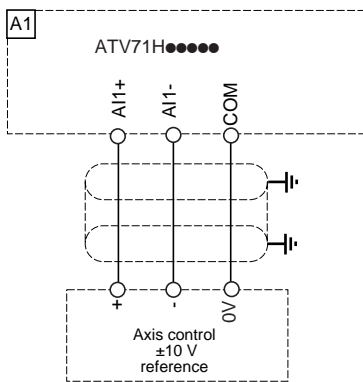 A1
ATV71H●●●●●
AI1+
AI1-
COM
+
-
0V
Axis control
±10 V
reference